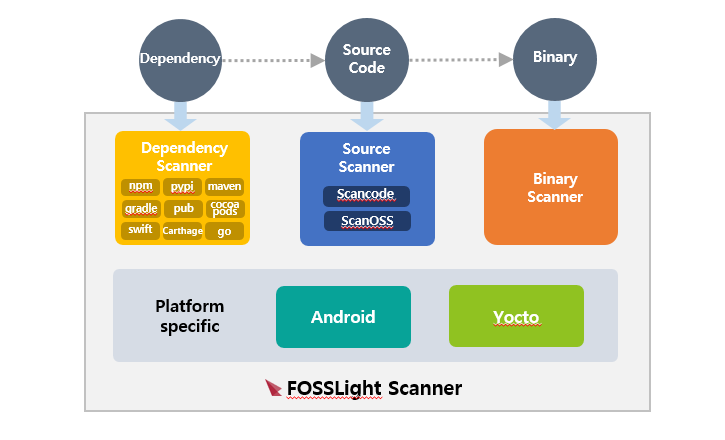 Dependency
Source
Code
Binary
Dependency
Scanner
npm
pypi
maven
gradle
pub
cocoa
pods
swift
Carthage
go
Source
Scanner
Scancode
ScanOSS
Binary
Scanner
Platform
specific
Android
Yocto
FOSSLight Scanner